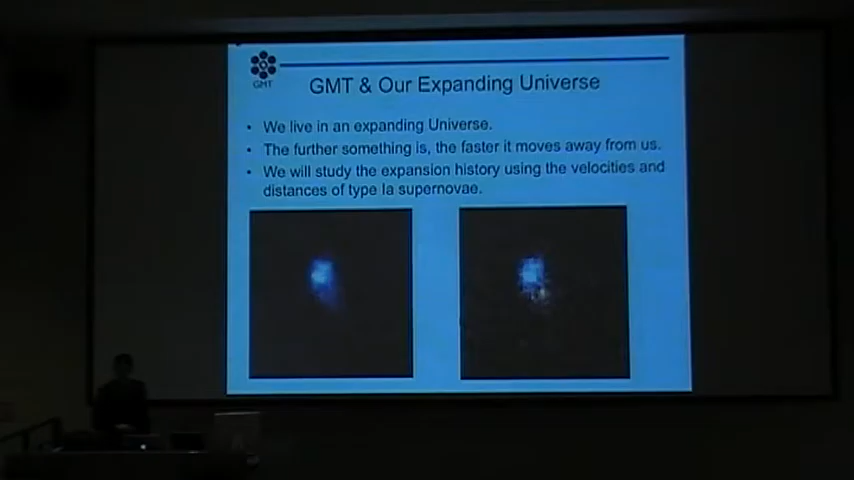 GMT
GMT & Our Expanding Universe
• We live in an expanding Universe.
• The further something is, the faster it moves away from us.
• We will study the expansion history using the velocities and
distances of type Ia supernovae.